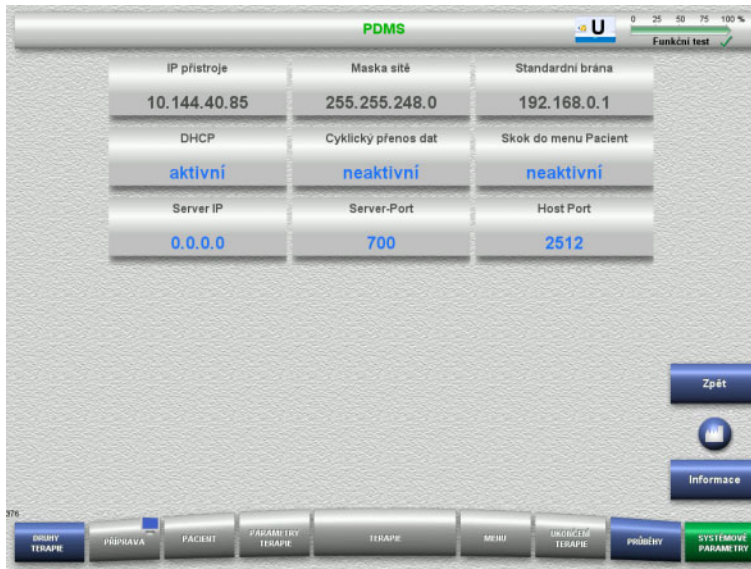 PDMS
U
0 25 50 75 100 %
Funkční test
IP přístroje
Maska sítě
Standardní brána
10.144.40.85
255.255.248.0
192.168.0.1
DHCP
Cyklický přenos dat
Skok do menu Pacient
aktivní
neaktivní
neaktivní
Server IP
Server-Port
Host Port
0.0.0.0
700
2512
Zpět
Informace
376
DRUHY
TERAPIE
PŘÍPRAVA
PACIENT
PARAMETRY
TERAPIE
TERAPIE
MENU
UKONČENÍ
TERAPIE
PRŮBĚHY
SYSTÉMOVÉ
PARAMETRY